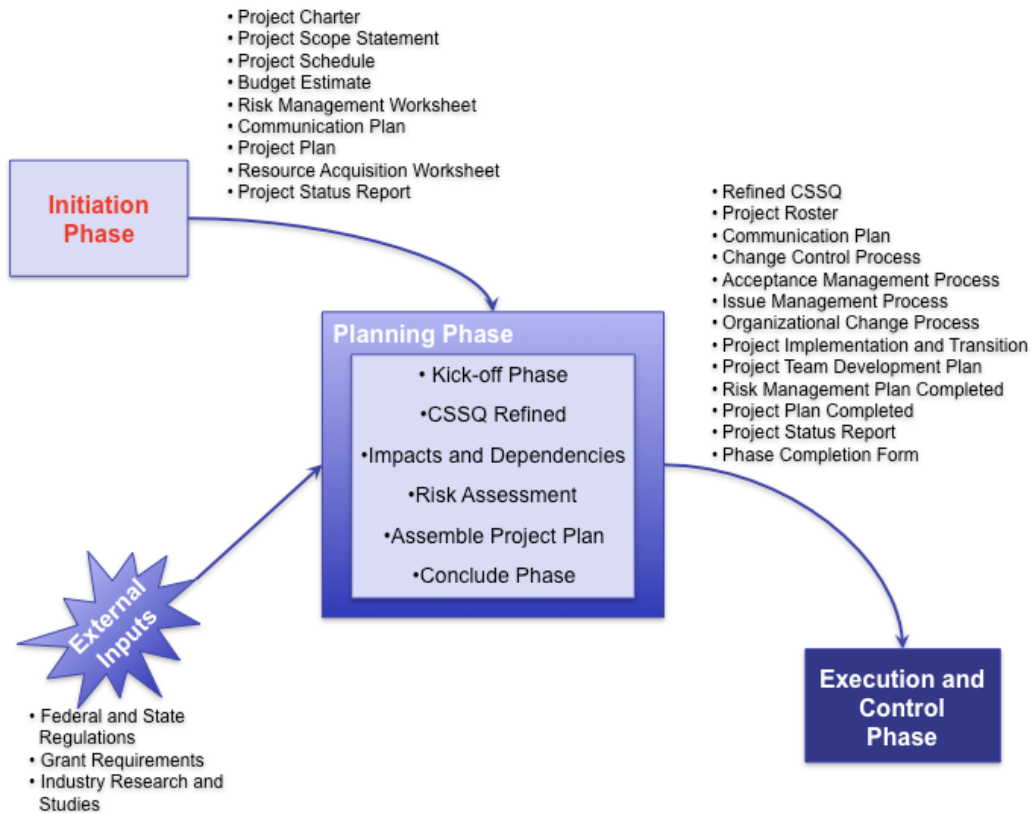 • Project Charter
• Project Scope Statement
• Project Schedule
• Budget Estimate
• Risk Management Worksheet
• Communication Plan
• Project Plan
• Resource Acquisition Worksheet
• Project Status Report
Initiation
Phase
• Refined CSSQ
• Project Roster
• Communication Plan
• Change Control Process
• Acceptance Management Process
• Issue Management Process
• Organizational Change Process
• Project Implementation and Transition
• Project Team Development Plan
• Risk Management Plan Completed
• Project Plan Completed
• Project Status Report
• Phase Completion Form
Planning Phase
• Kick-off Phase
•CSSQ Refined
•Impacts and Dependencies
•Risk Assessment
•Assemble Project Plan
•Conclude Phase
External
Inputs
• Federal and State
Regulations
• Grant Requirements
• Industry Research and
Studies
Execution and
Control
Phase